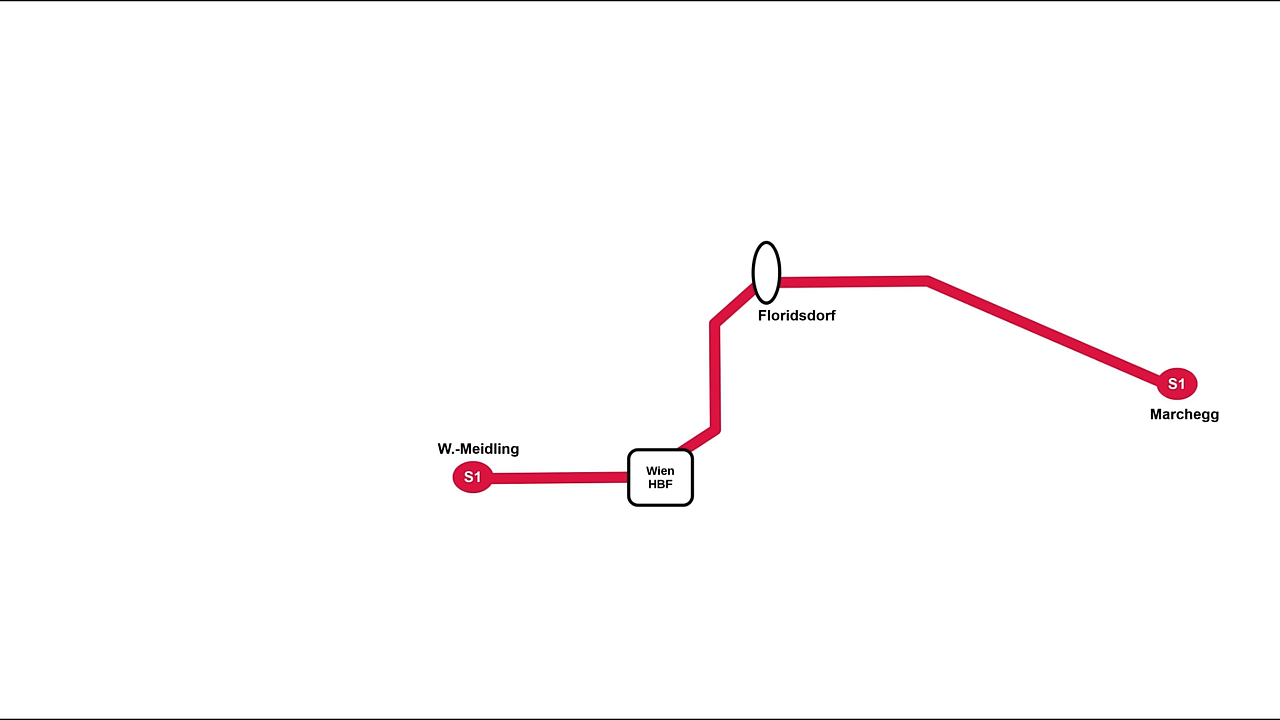 Floridsdorf
S1
Marchegg
W.-Meidling
S1
Wien
HBF